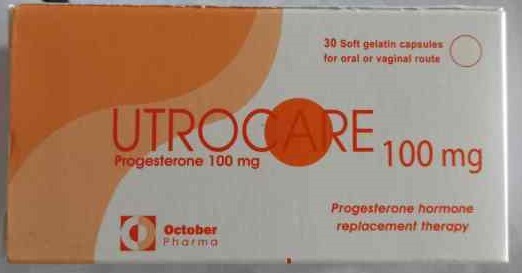 30 Soft gelatin capsules
for oral or vaginal route
UTROCARE 100 mg
Progesterone 100 mg
Progesterone hormone
replacement therapy
October
Pharma